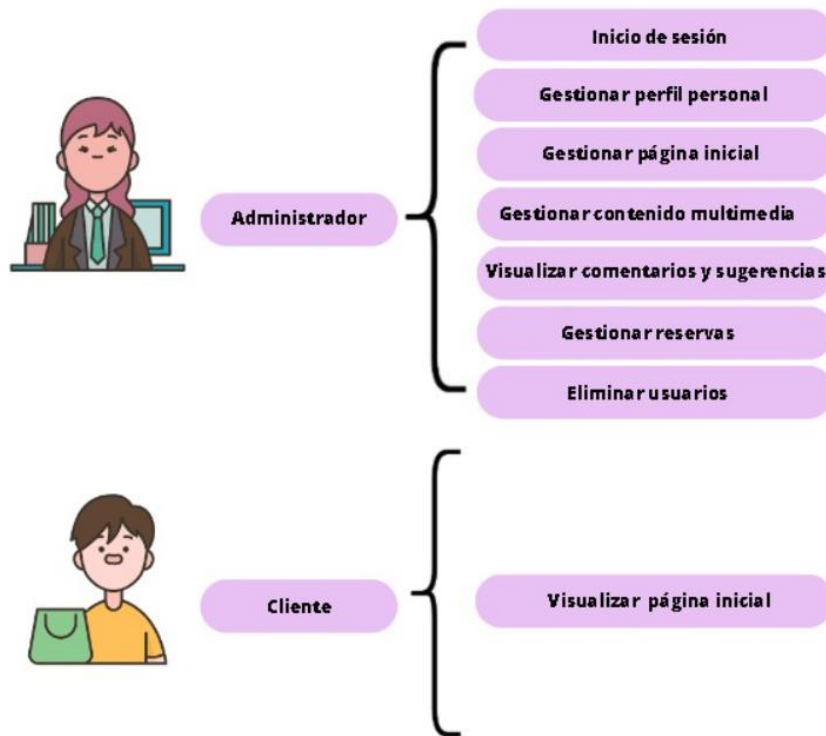 Inicio de sesión
Gestionar perfil personal
Gestionar página inicial
Administrador
Gestionar contenido multimedia
Visualizar comentarios y sugerencias
Gestionar reservas
Eliminar usuarios
Cliente
Visualizar página inicial